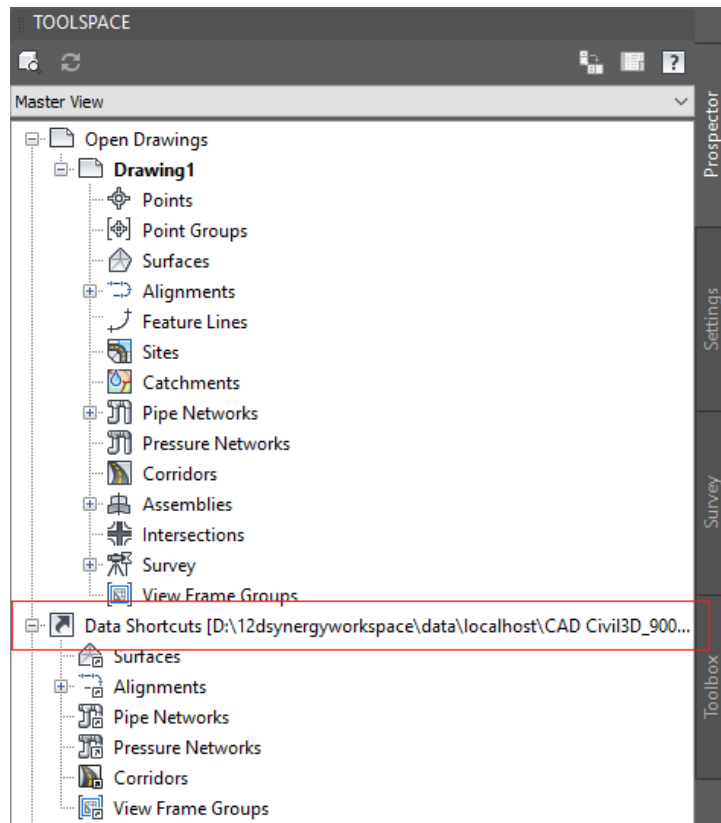 TOOLSPACE
?
Master View
Open Drawings
Drawing1
Points
Point Groups
Surfaces
Alignments
Feature Lines
Sites
Catchments
Pipe Networks
Pressure Networks
Corridors
Assemblies
Intersections
Survey
View Frame Groups
Data Shortcuts [D:\12dsynergyworkspace\data\localhost\CAD Civil3D_900...
Surfaces
Alignments
Pipe Networks
Pressure Networks
Corridors
View Frame Groups
Prospector
Settings
Survey
Toolbox